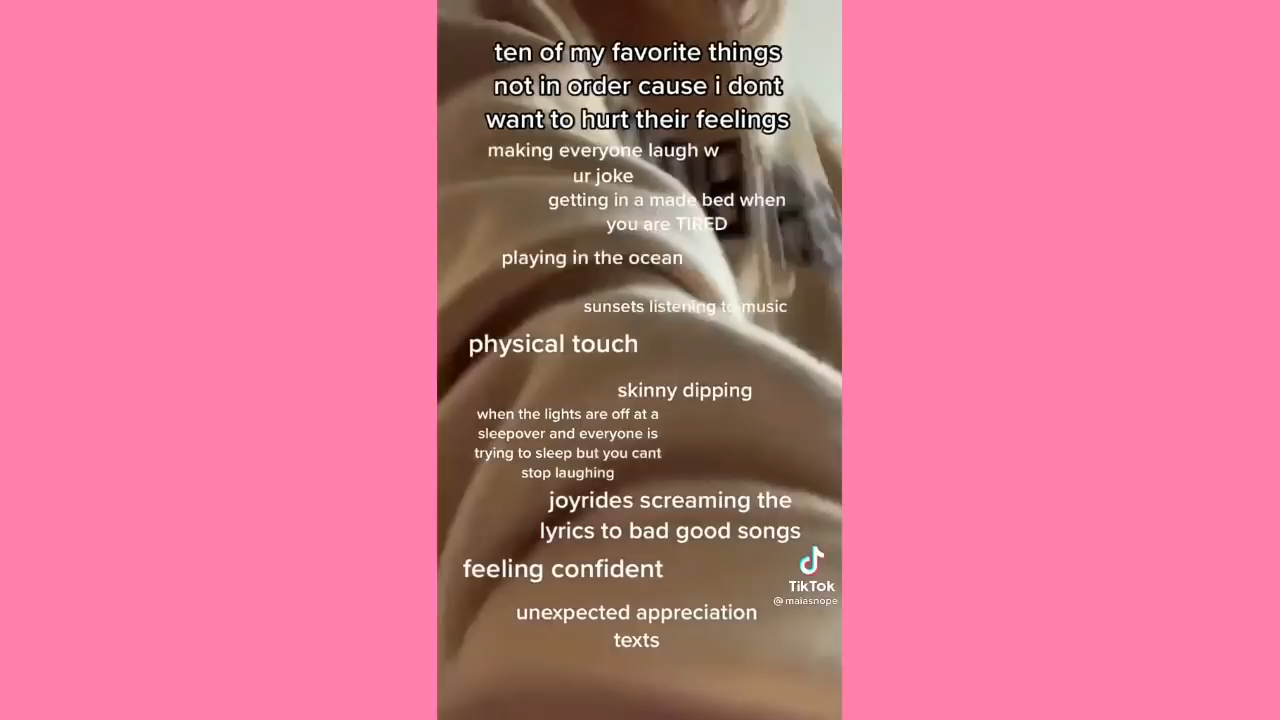 ten of my favorite things
not in order cause i dont
want to hurt their feelings
making everyone laugh w
ur joke
getting in a made bed when
you are TIRED
playing in the ocean
sunsets listening to music
physical touch
skinny dipping
when the lights are off at a
sleepover and everyone is
trying to sleep but you cant
stop laughing
joyrides screaming the
lyrics to bad good songs
feeling confident
TikTok
@maiasnope
unexpected appreciation
texts